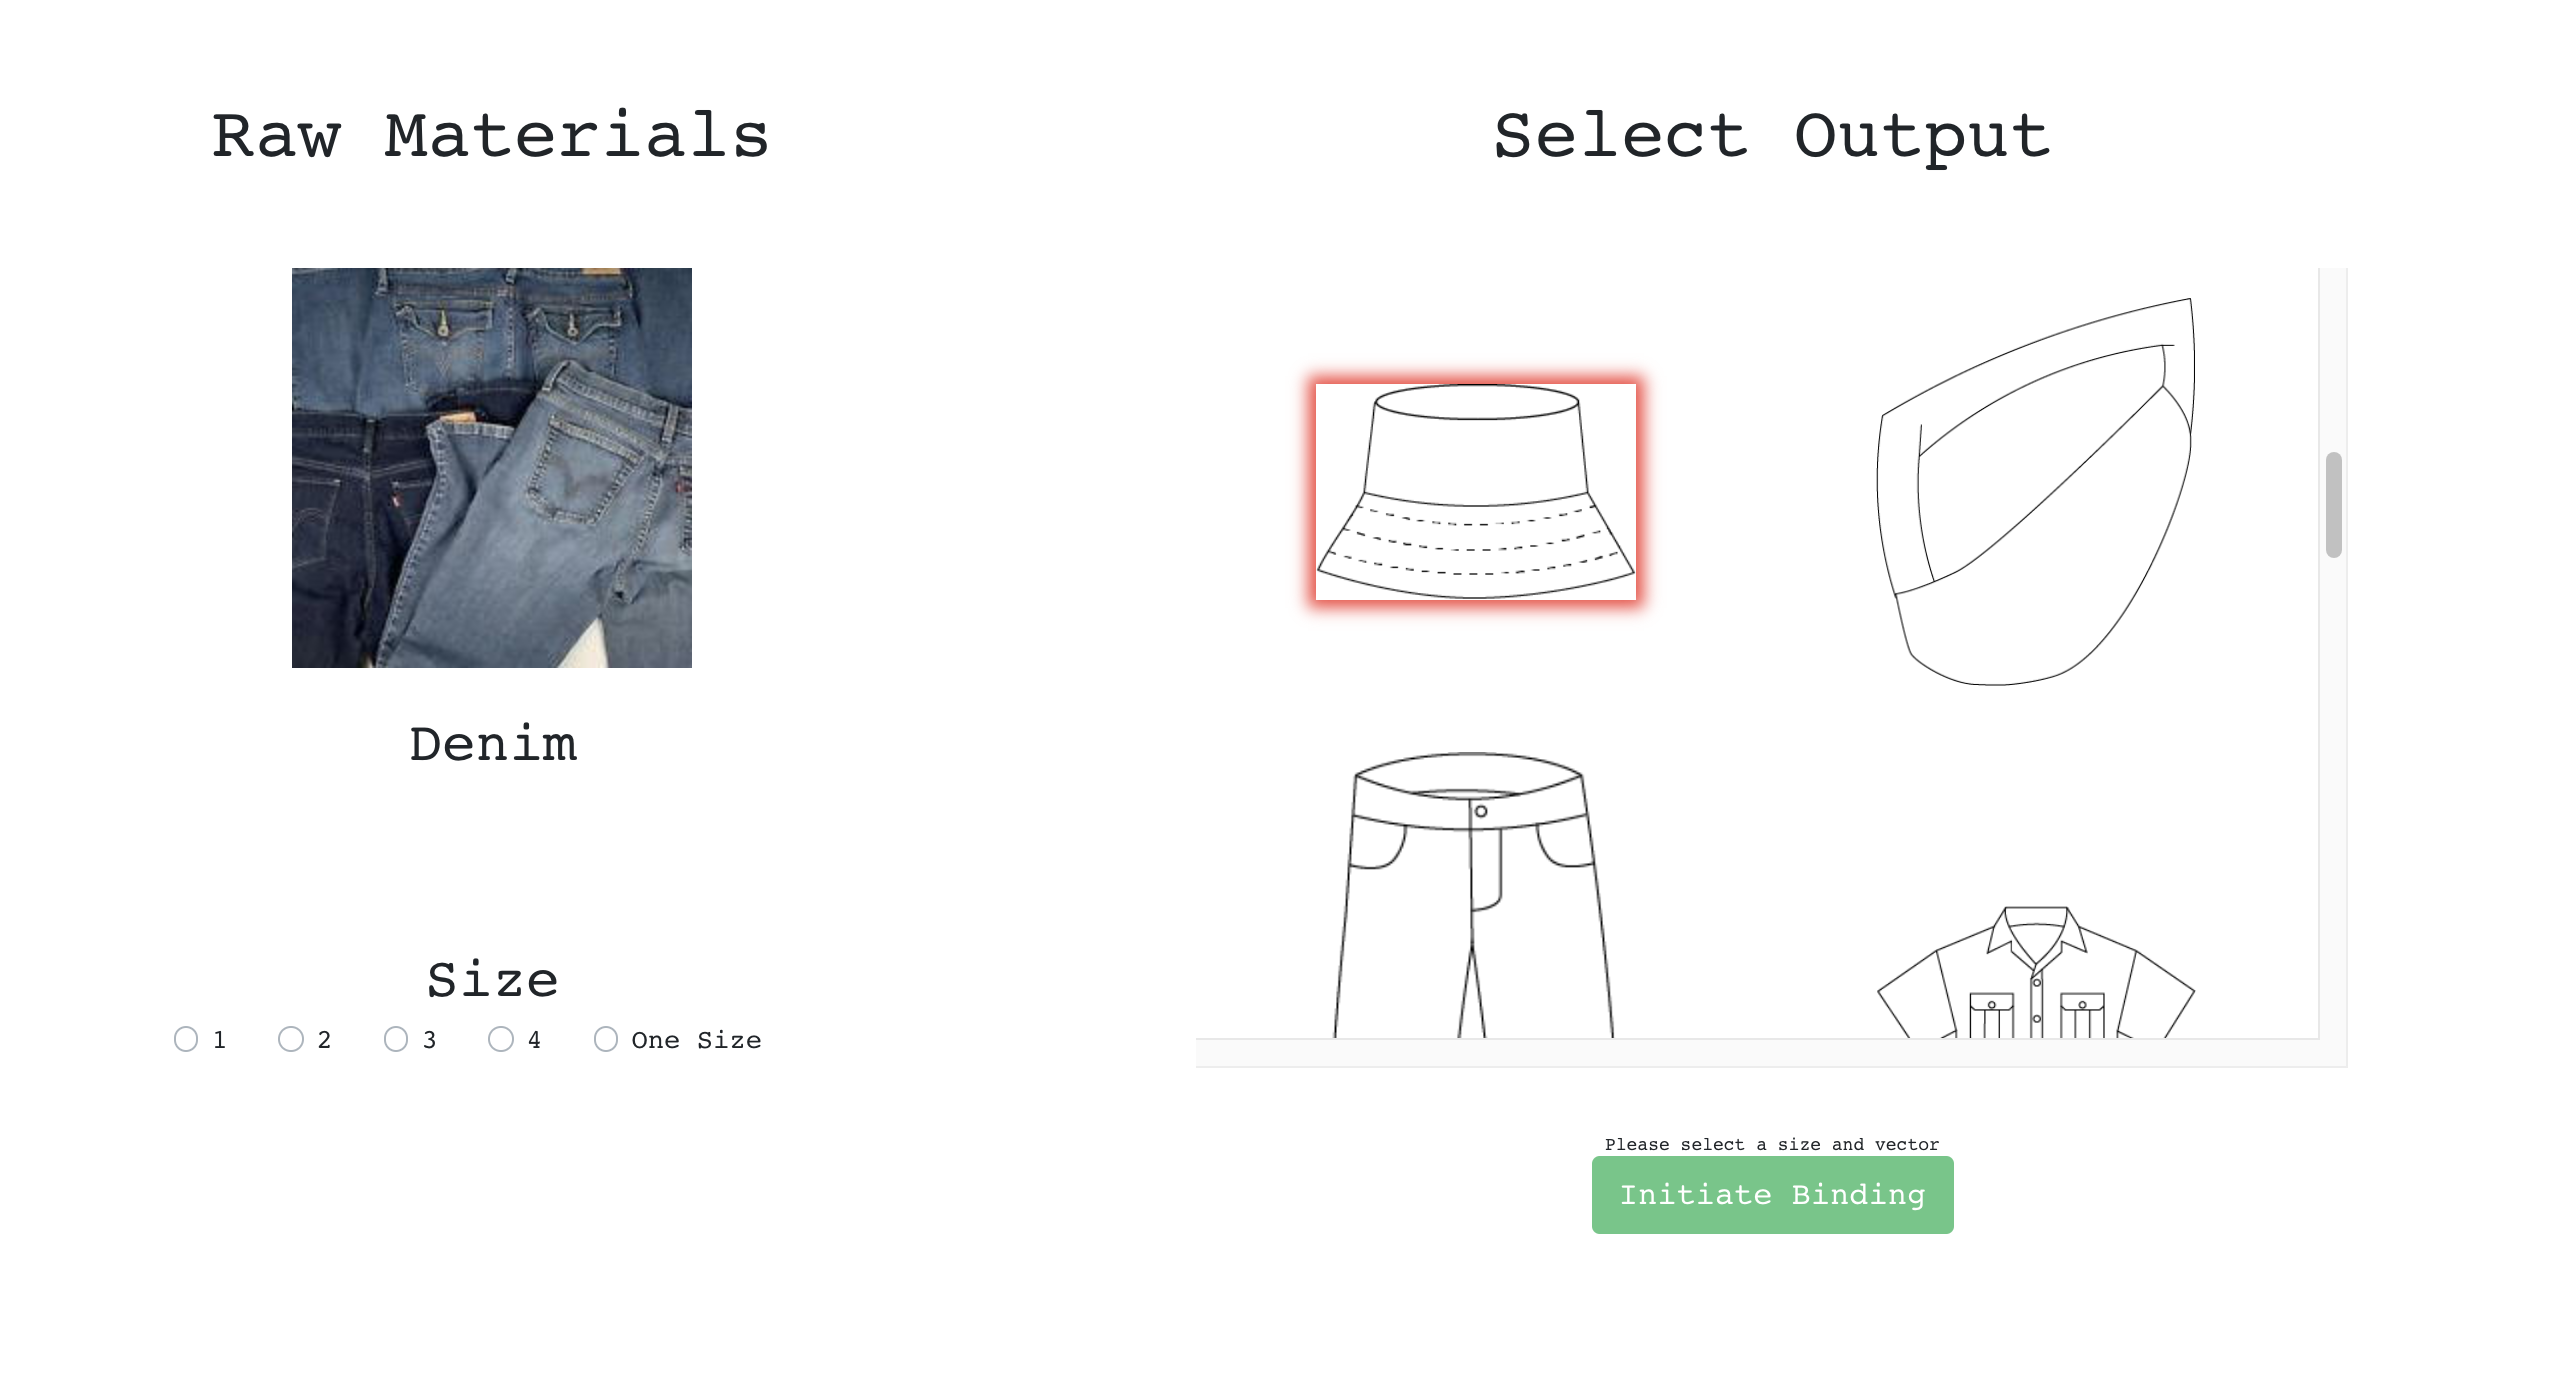 Raw Materials
Denim
Size
1 2 3 4 One Size
Select Output
Please select a size and vector
Initiate Binding